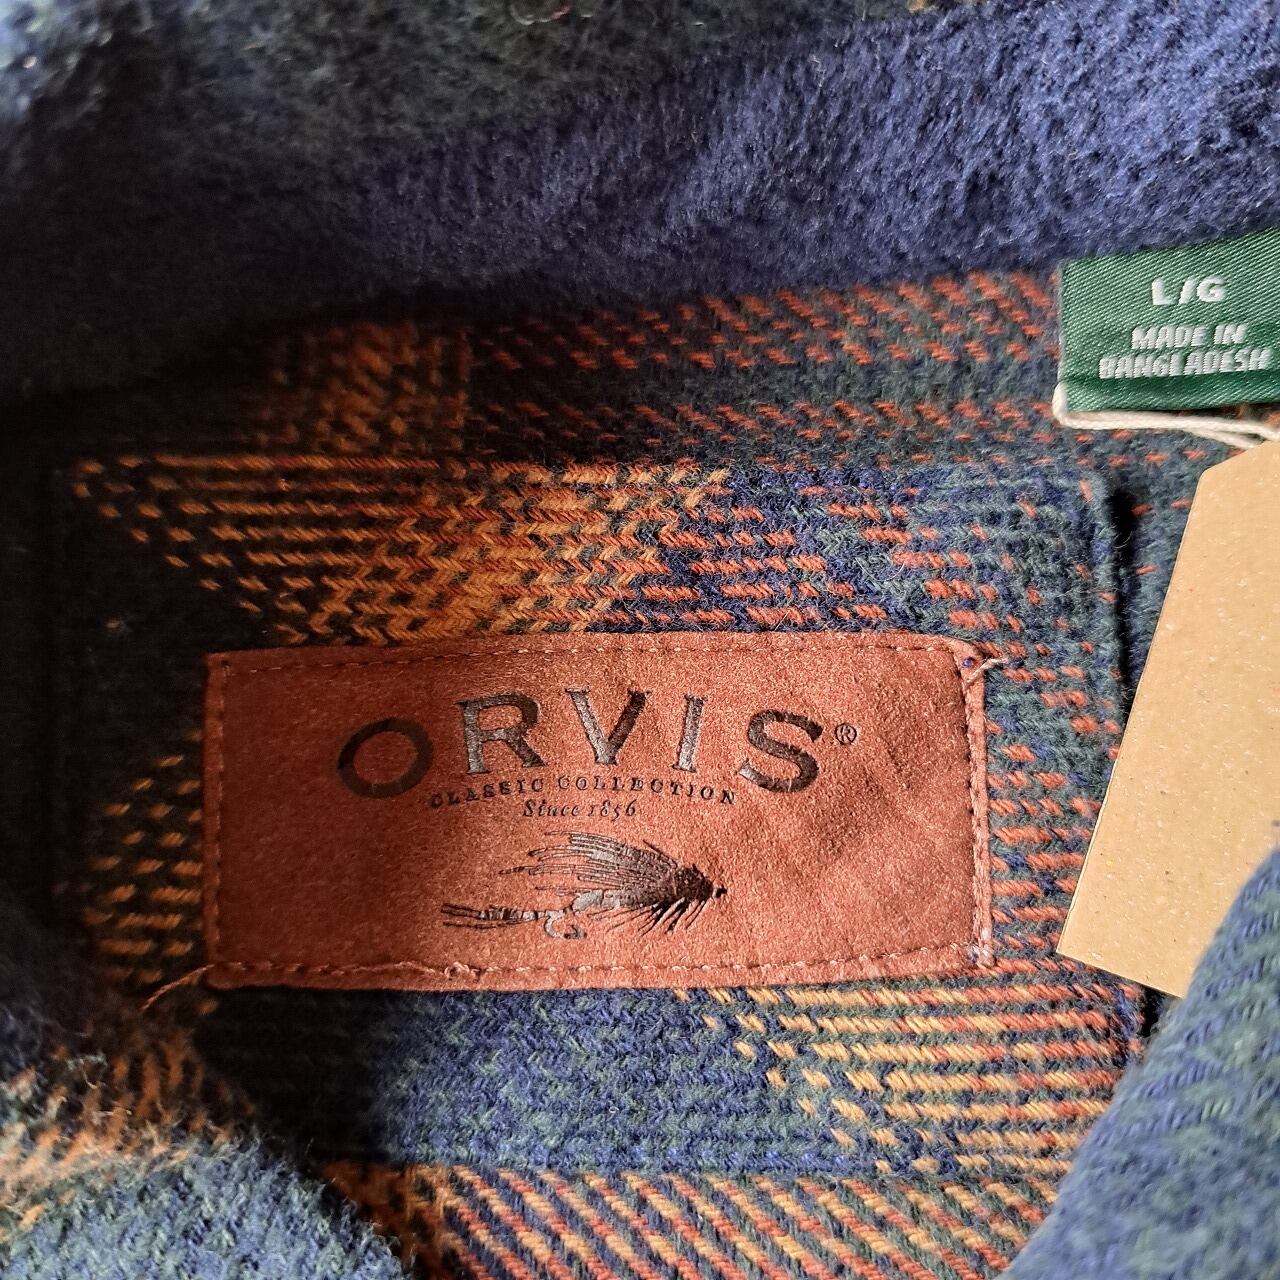 L/G
MADE IN
BANGLADESH
ORVIS®
CLASSIC COLLECTION
Since 1856